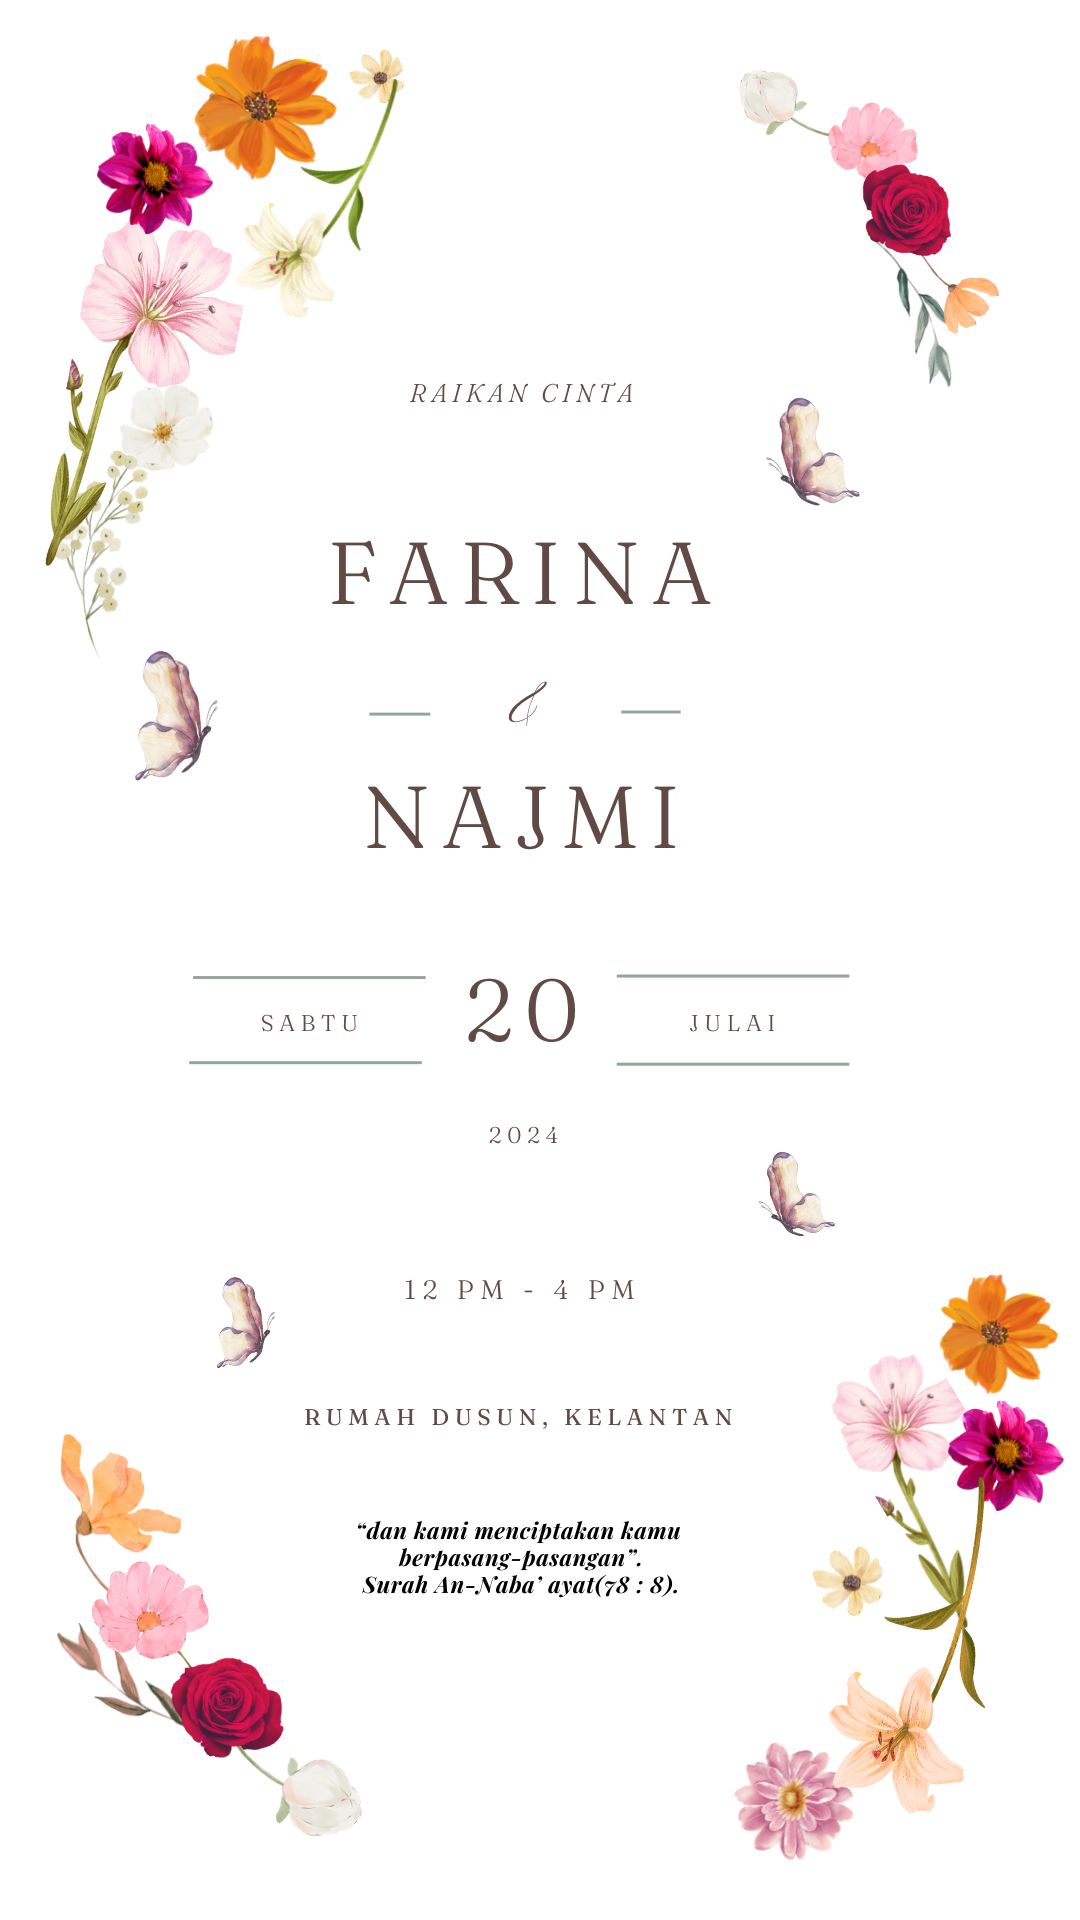 RAIKAN CINTA
FARINA
&
NAJMI
SABTU 20 JULAI
2024
12 PM - 4 PM
RUMAH DUSUN, KELANTAN
“dan kami menciptakan kamu
berpasang-pasangan”.
Surah An-Naba’ ayat(78 : 8).